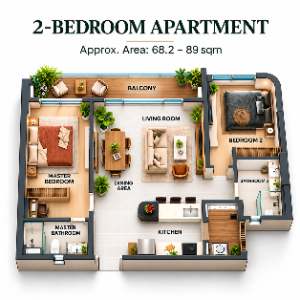 2-BEDROOM APARTMENT
Approx. Area: 68.2 – 89 sqm
BALCONY
LIVING ROOM
BEDROOM 2
MASTER
BEDROOM
DINING
AREA
MASTER
BATHROOM
KITCHEN